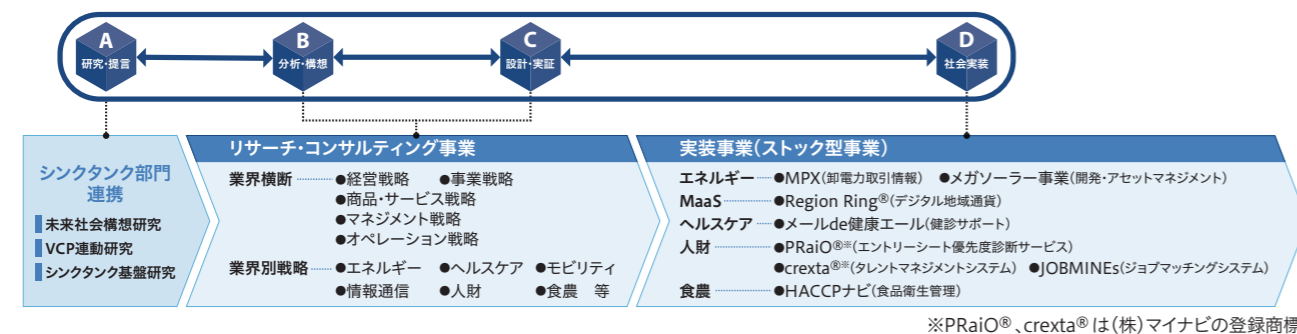 A
研究・提言
B
分析・構想
C
設計・実証
D
社会実装
シンクタンク部門
連携
未来社会構想研究
VCP連動研究
シンクタンク基盤研究
リサーチ・コンサルティング事業
業界横断 ●経営戦略 ●事業戦略
●商品・サービス戦略
●マネジメント戦略
●オペレーション戦略
業界別戦略 ●エネルギー ●ヘルスケア ●モビリティ
●情報通信 ●人財 ●食農 等
実装事業(ストック型事業)
エネルギー ●MPX(卸電力取引情報) ●メガソーラー事業(開発・アセットマネジメント)
MaaS ●Region Ring®(デジタル地域通貨)
ヘルスケア ●メールde健康エール(健診サポート)
人財 ●PRaiO®※(エントリーシート優先度診断サービス)
●crexta®※(タレントマネジメントシステム) ●JOBMINEs(ジョブマッチングシステム)
食農 ●HACCPナビ(食品衛生管理)
※PRaiO®、crexta® は(株)マイナビの登録商標